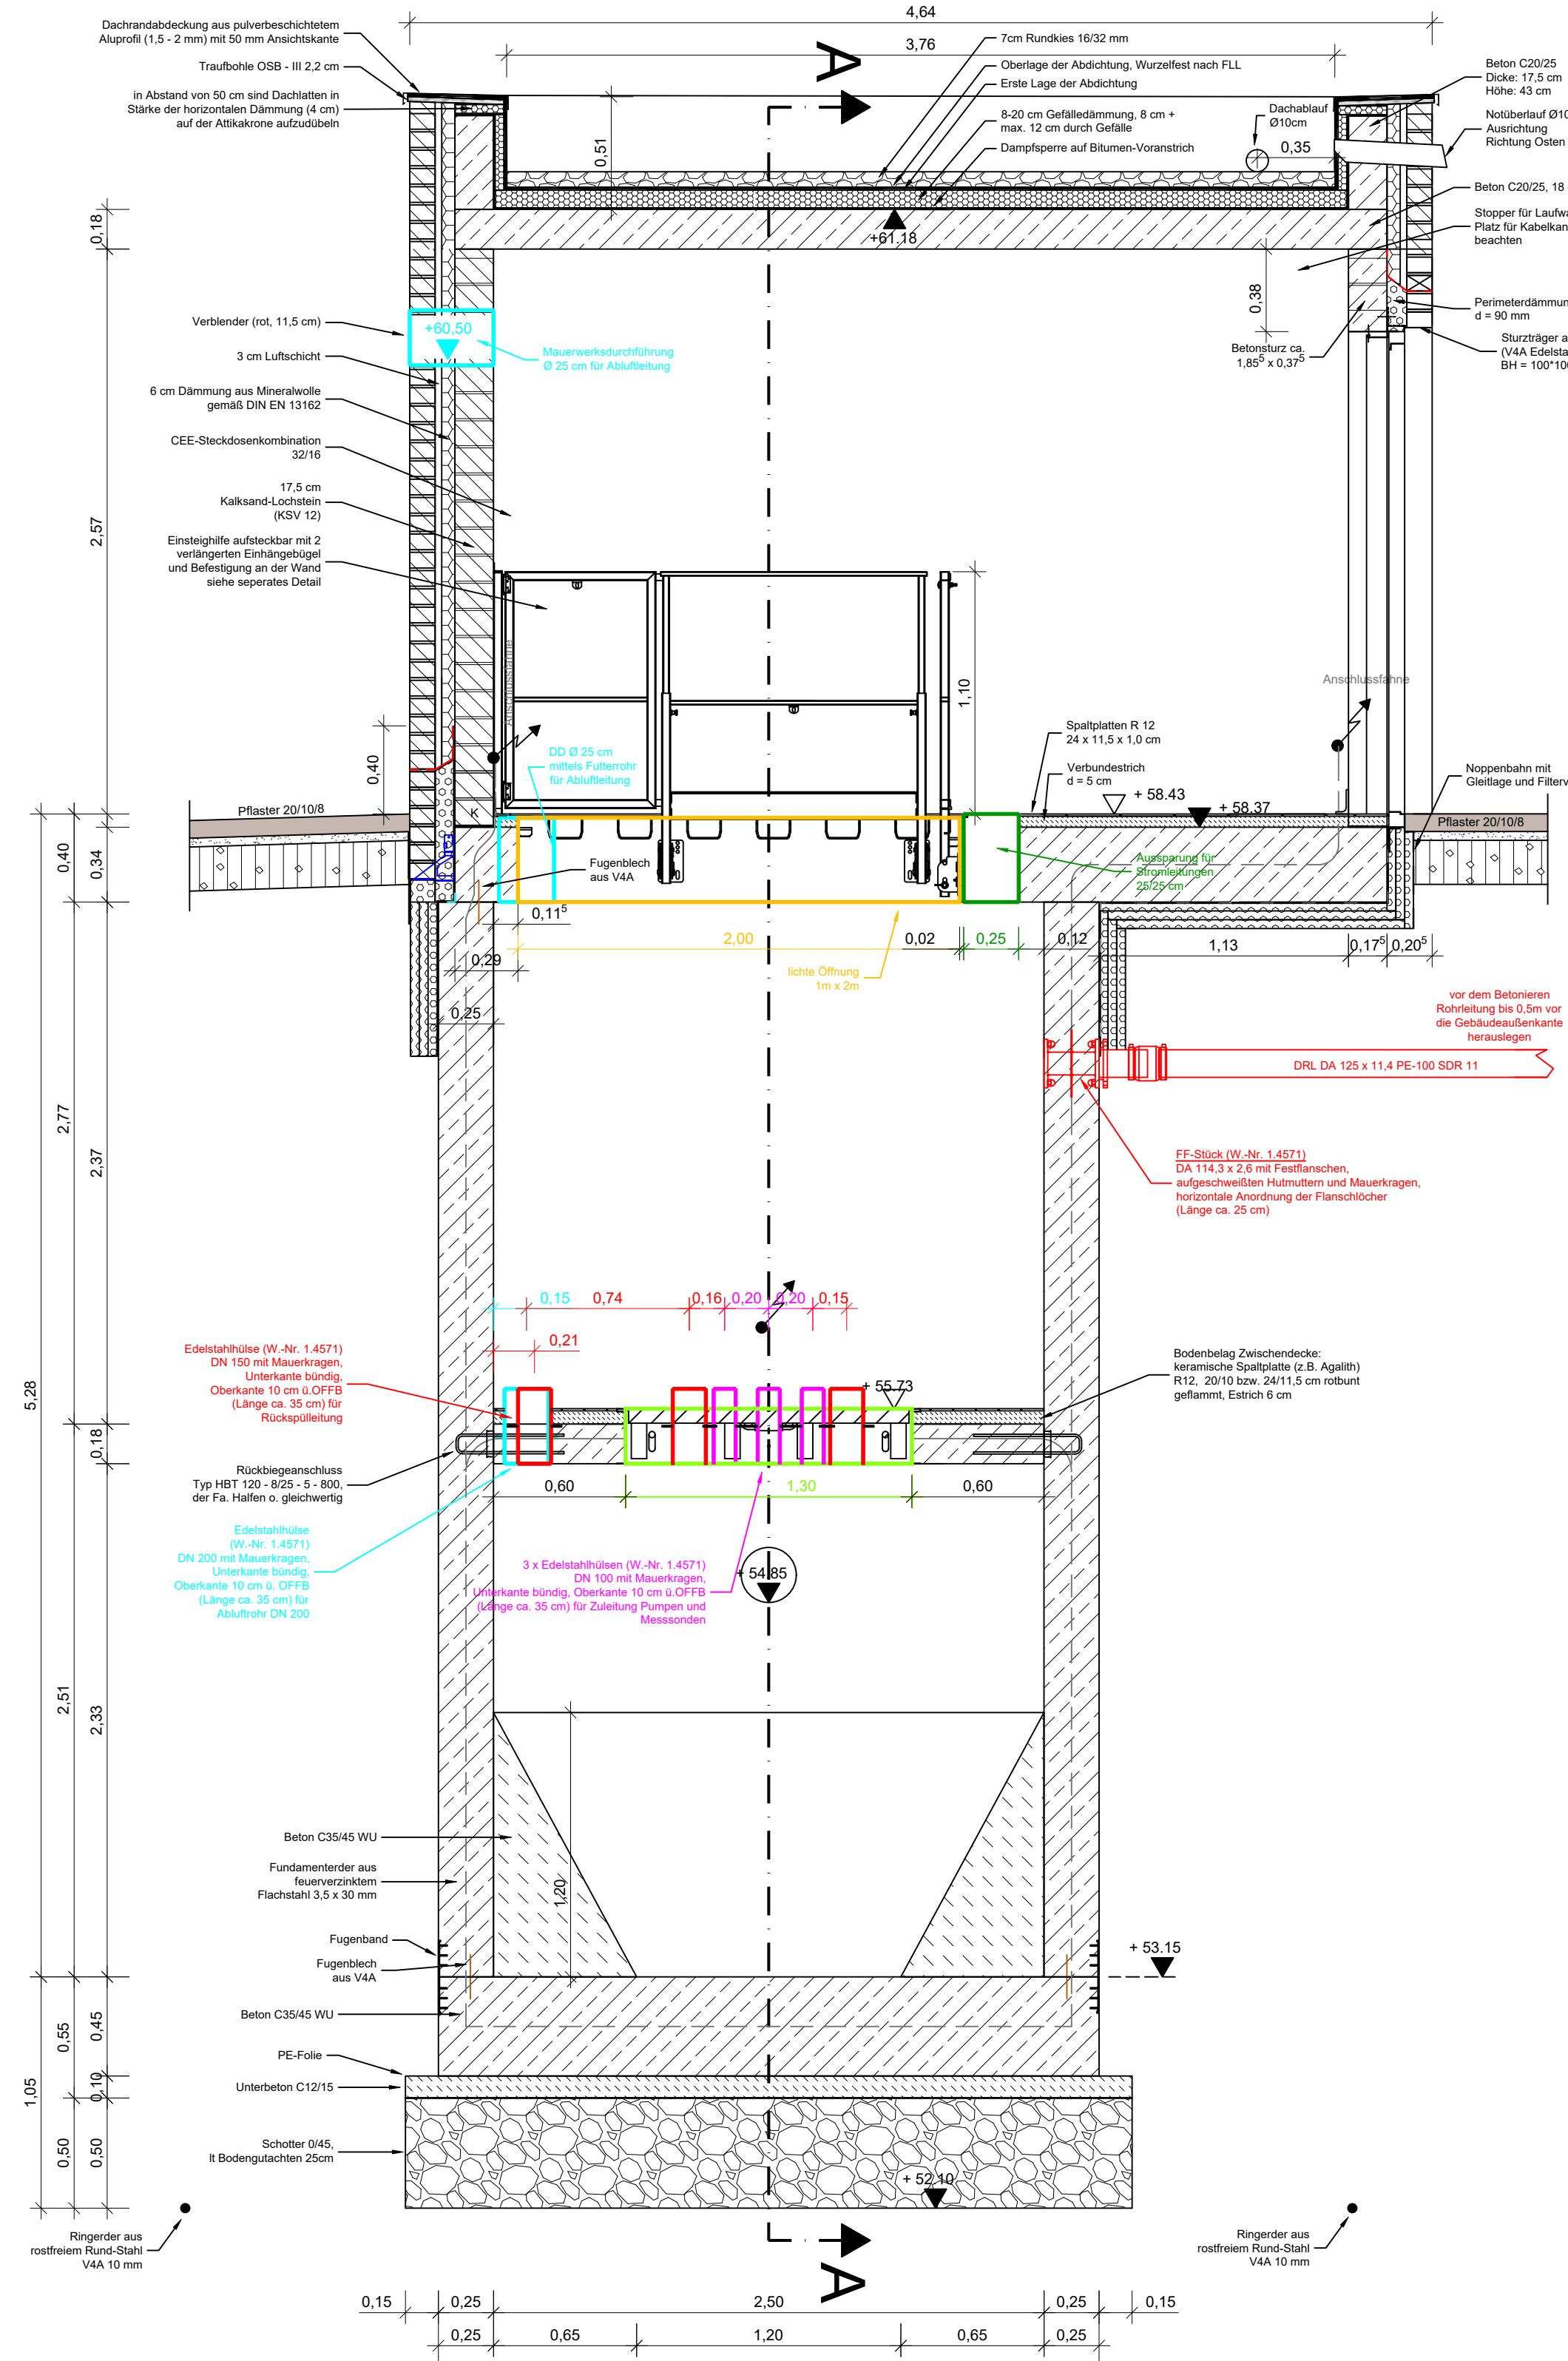 4,64
3,76
A
Dachrandabdeckung aus pulverbeschichtetem
Aluprofil (1,5 - 2 mm) mit 50 mm Ansichtskante
Traufbohle OSB - III 2,2 cm
in Abstand von 50 cm sind Dachlatten in
Stärke der horizontalen Dämmung (4 cm)
auf der Attikakrone aufzudübeln
7cm Rundkies 16/32 mm
Oberlage der Abdichtung, Wurzelfest nach FLL
Erste Lage der Abdichtung
8-20 cm Gefälledämmung, 8 cm +
max. 12 cm durch Gefälle
Dampfsperre auf Bitumen-Voranstrich
Dachablauf
Ø10cm
0,35
0,51
Beton C20/25
Dicke: 17,5 cm
Höhe: 43 cm
Notüberlauf Ø10
Ausrichtung
Richtung Osten
Beton C20/25, 18
Stopper für Laufwa
Platz für Kabelkan
beachten
+61.18
0,18
0,38
Perimeterdämmun
d = 90 mm
Sturzträger a
(V4A Edelsta
BH = 100*100
Betonsturz ca.
1,85⁵ x 0,37⁵
Verblender (rot, 11,5 cm)
+60,50
Mauerwerksdurchführung
Ø 25 cm für Abluftleitung
3 cm Luftschicht
6 cm Dämmung aus Mineralwolle
gemäß DIN EN 13162
CEE-Steckdosenkombination
32/16
17,5 cm
Kalksand-Lochstein
(KSV 12)
Einsteighilfe aufsteckbar mit 2
verlängerten Einhängebügel
und Befestigung an der Wand
siehe seperates Detail
2,57
Anschlussfahne
1,10
Anschlussfahne
DD Ø 25 cm
mittels Futterrohr
für Abluftleitung
Spaltplatten R 12
24 x 11,5 x 1,0 cm
Verbundestrich
d = 5 cm
+ 58.43
+ 58.37
Noppenbahn mit
Gleitlage und Filterv
0,40
Pflaster 20/10/8
K
Pflaster 20/10/8
0,40
0,34
Fugenblech
aus V4A
Aussparung für
Stromleitungen
25/25 cm
0,11⁵
0,29
2,00
0,02
0,25
0,12
1,13
0,17⁵
0,20⁵
lichte Öffnung
1m x 2m
0,25
vor dem Betonieren
Rohrleitung bis 0,5m vor
die Gebäudeaußenkante
herauslegen
DRL DA 125 x 11,4 PE-100 SDR 11
FF-Stück (W.-Nr. 1.4571)
DA 114,3 x 2,6 mit Festflanschen,
aufgeschweißten Hutmuttern und Mauerkragen,
horizontale Anordnung der Flanschlöcher
(Länge ca. 25 cm)
2,77
2,37
0,15
0,74
0,16
0,20
0,20
0,15
0,21
Edelstahlhülse (W.-Nr. 1.4571)
DN 150 mit Mauerkragen,
Unterkante bündig,
Oberkante 10 cm ü.OFFB
(Länge ca. 35 cm) für
Rückspülleitung
+ 55.73
Bodenbelag Zwischendecke:
keramische Spaltplatte (z.B. Agalith)
R12, 20/10 bzw. 24/11,5 cm rotbunt
geflammt, Estrich 6 cm
5,28
0,18
Rückbiegeanschluss
Typ HBT 120 - 8/25 - 5 - 800,
der Fa. Halfen o. gleichwertig
0,60
1,30
0,60
Edelstahlhülse
(W.-Nr. 1.4571)
DN 200 mit Mauerkragen,
Unterkante bündig,
Oberkante 10 cm ü. OFFB
(Länge ca. 35 cm) für
Abluftrohr DN 200
3 x Edelstahlhülsen (W.-Nr. 1.4571)
DN 100 mit Mauerkragen,
Unterkante bündig, Oberkante 10 cm ü.OFFB
(Länge ca. 35 cm) für Zuleitung Pumpen und
Messsonden
+ 54.85
2,51
2,33
Beton C35/45 WU
1,20
Fundamenterder aus
feuerverzinktem
Flachstahl 3,5 x 30 mm
Fugenband
Fugenblech
aus V4A
+ 53.15
Beton C35/45 WU
0,55
0,45
PE-Folie
Unterbeton C12/15
1,05
0,10
Schotter 0/45,
lt Bodengutachten 25cm
0,50
0,50
+ 52.10
Ringerder aus
rostfreiem Rund-Stahl
V4A 10 mm
Ringerder aus
rostfreiem Rund-Stahl
V4A 10 mm
A
0,15
0,25
2,50
0,25
0,15
0,25
0,65
1,20
0,65
0,25